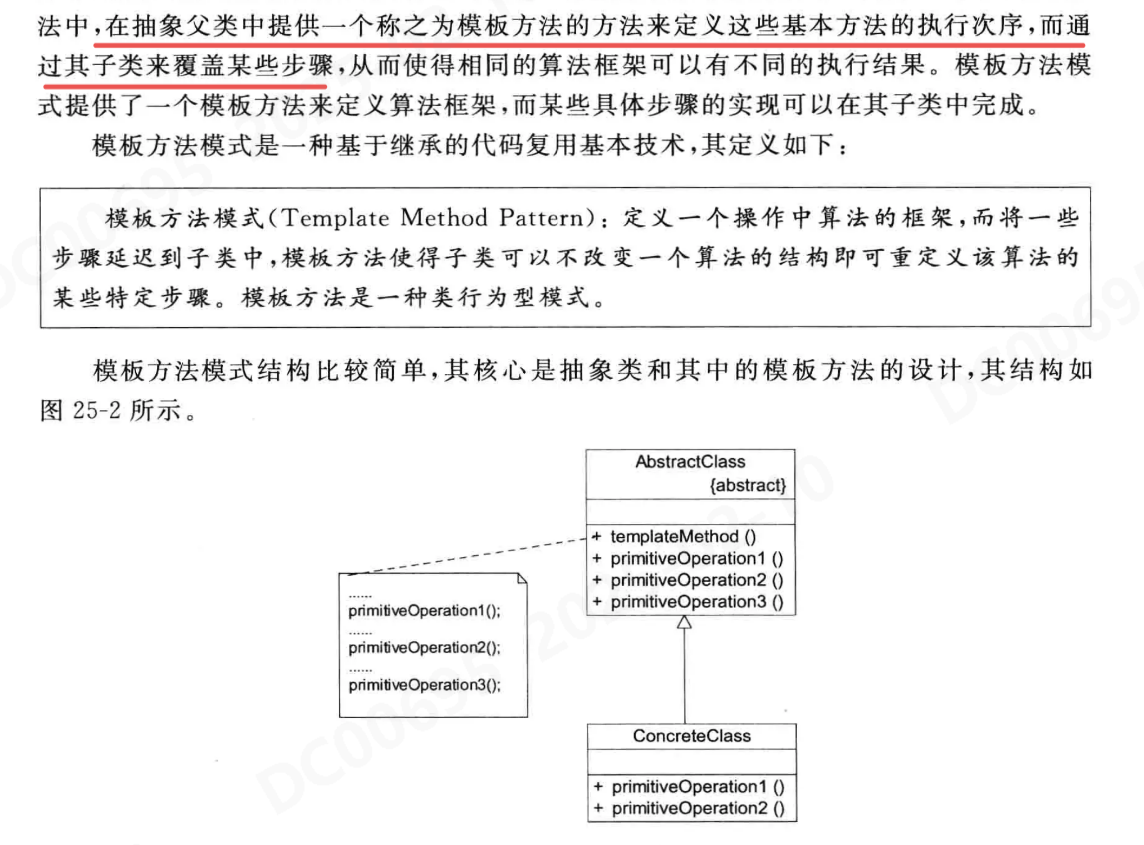 法中,在抽象父类中提供一个称之为模板方法的方法来定义这些基本方法的执行次序,而通
过其子类来覆盖某些步骤,从而使得相同的算法框架可以有不同的执行结果。模板方法模
式提供了一个模板方法来定义算法框架,而某些具体步骤的实现可以在其子类中完成。
模板方法模式是一种基于继承的代码复用基本技术,其定义如下:
模板方法模式(Template Method Pattern):定义一个操作中算法的框架,而将一些
步骤延迟到子类中,模板方法使得子类可以不改变一个算法的结构即可重定义该算法的
某些特定步骤。模板方法是一种类行为型模式。
模板方法模式结构比较简单,其核心是抽象类和其中的模板方法的设计,其结构如
图 25-2 所示。
AbstractClass
{abstract}
+ templateMethod ()
+ primitiveOperation1 ()
+ primitiveOperation2 ()
+ primitiveOperation3 ()
......
primitiveOperation1();
......
primitiveOperation2();
......
primitiveOperation3();
ConcreteClass
+ primitiveOperation1 ()
+ primitiveOperation2 ()
DC00695